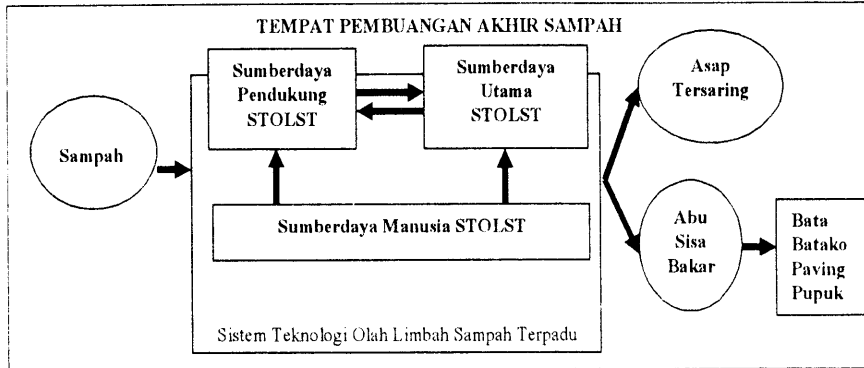 TEMPAT PEMBUANGAN AKHIR SAMPAH
Sampah
Sumberdaya
Pendukung
STOLST
Sumberdaya
Utama
STOLST
Sumberdaya Manusia STOLST
Sistem Teknologi Olah Limbah Sampah Terpadu
Asap
Tersaring
Abu
Sisa
Bakar
Bata
Batako
Paving
Pupuk